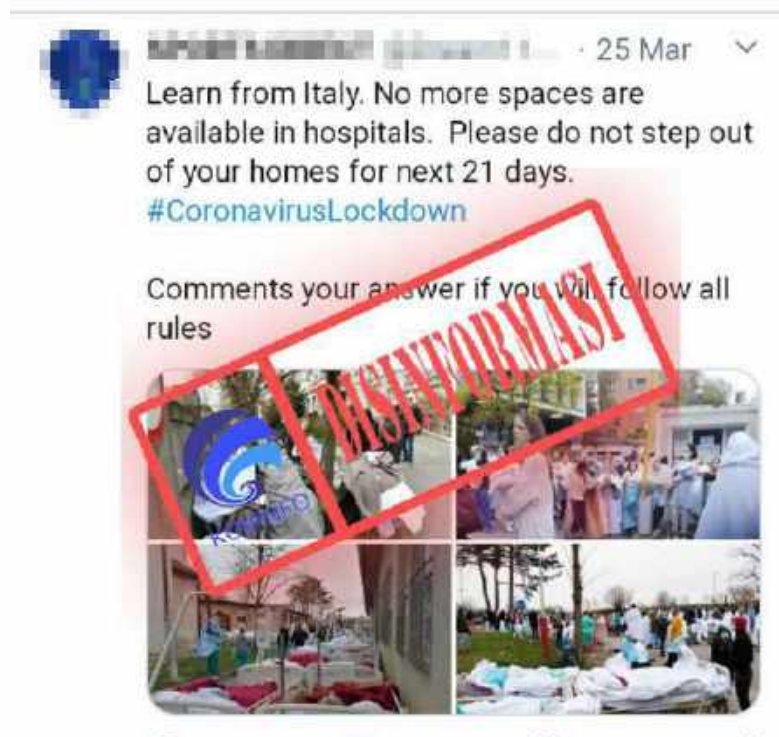 25 Mar
Learn from Italy. No more spaces are
available in hospitals. Please do not step out
of your homes for next 21 days.
#CoronavirusLockdown
Comments your answer if you will follow all
rules
DISINFORMASI
KOMINFO